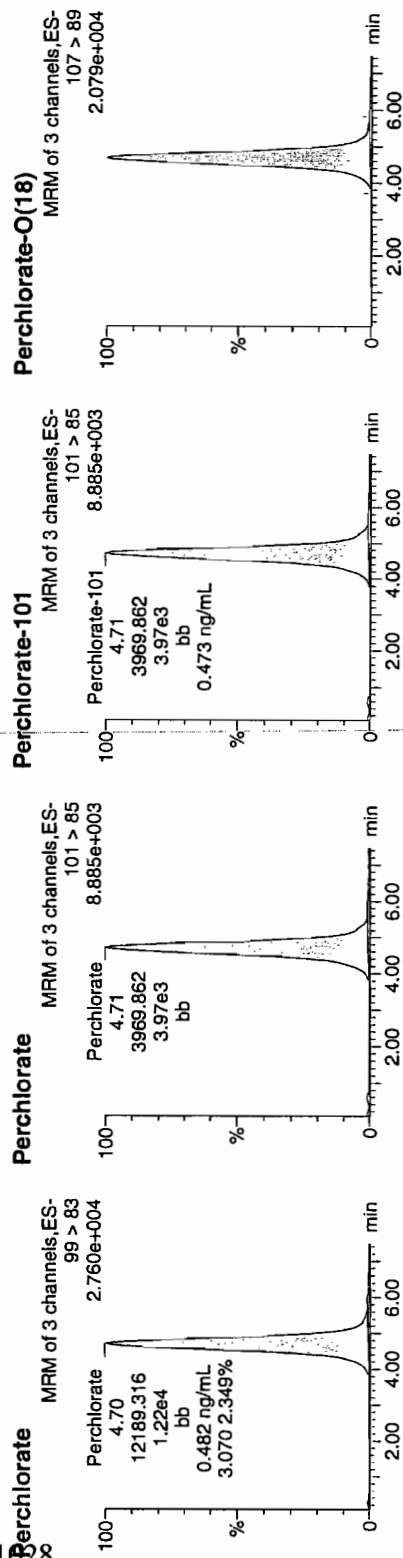 Perchlorate
MRM of 3 channels,ES-
99 > 83
2.760e+004
100
Perchlorate
4.70
12189.316
1.22e4
bb
0.482 ng/mL
3.070 2.349%
%
0
2.00
4.00
6.00
min
Perchlorate
MRM of 3 channels,ES-
101 > 85
8.885e+003
100
Perchlorate
4.71
3969.862
3.97e3
bb
%
0
2.00
4.00
6.00
min
Perchlorate-101
MRM of 3 channels,ES-
101 > 85
8.885e+003
100
Perchlorate-101
4.71
3969.862
3.97e3
bb
0.473 ng/mL
%
0
2.00
4.00
6.00
min
Perchlorate-O(18)
MRM of 3 channels,ES-
107 > 89
2.079e+004
100
%
0
2.00
4.00
6.00
min